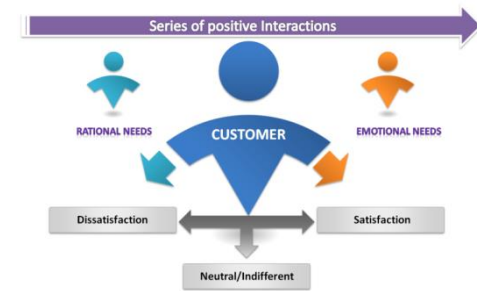 Series of positive Interactions
RATIONAL NEEDS
CUSTOMER
EMOTIONAL NEEDS
Dissatisfaction
Satisfaction
Neutral/Indifferent